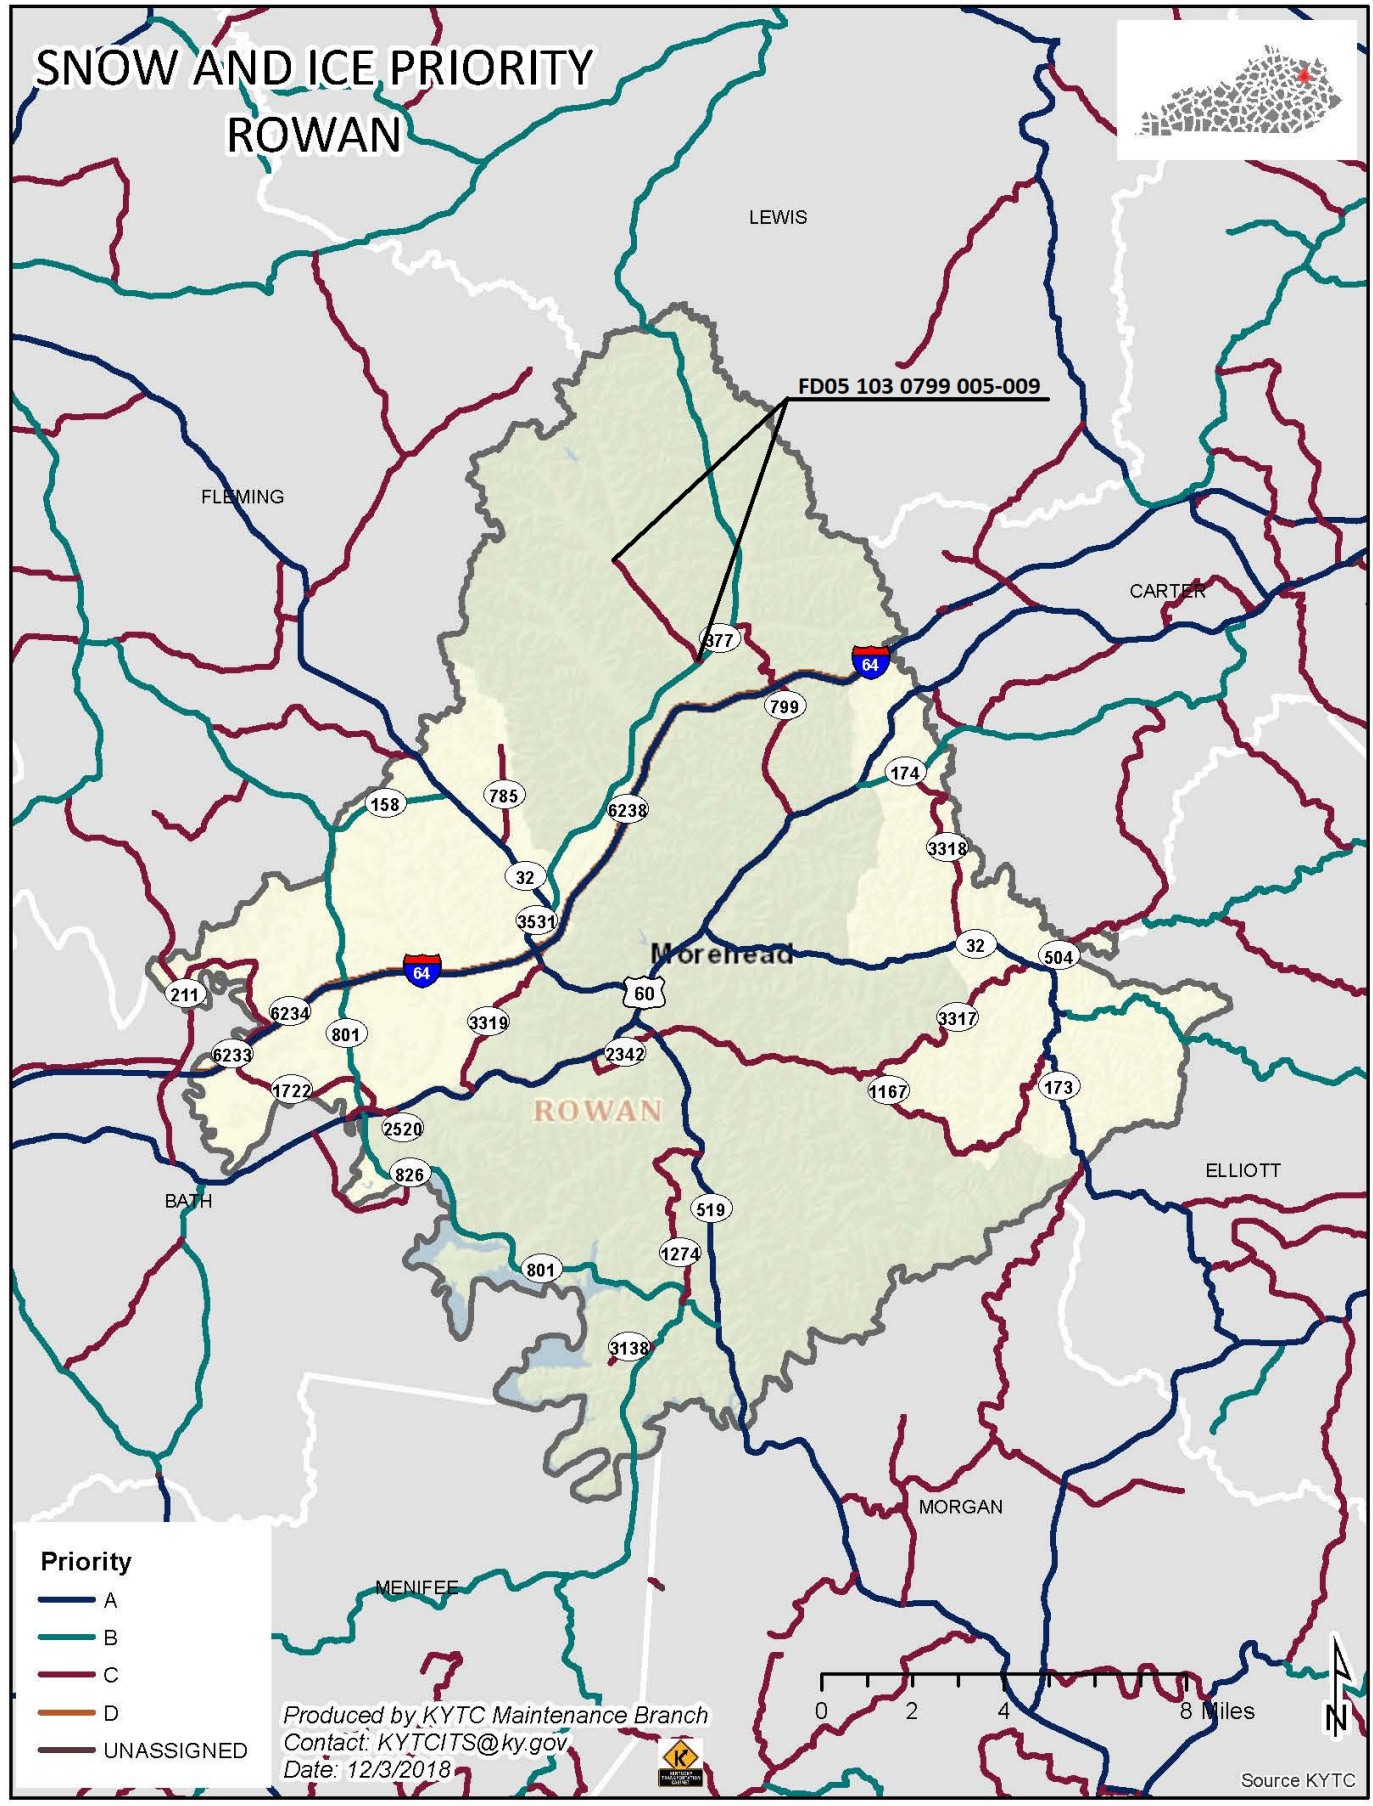 SNOW AND ICE PRIORITY
ROWAN
LEWIS
FD05 103 0799 005-009
FLEMING
CARTER
377
64
799
174
158
785
6238
3318
32
3531
Morehead
32
504
64
211
60
6234
3319
3317
801
6233
2342
1722
1167
173
ROWAN
2520
826
ELLIOTT
BATH
519
1274
801
3138
MORGAN
Priority
A
B
C
D
UNASSIGNED
MENIFEE
0 2 4 8 Miles
N
Produced by KYTC Maintenance Branch
Contact: KYTCITS@ky.gov
Date: 12/3/2018
Source KYTC